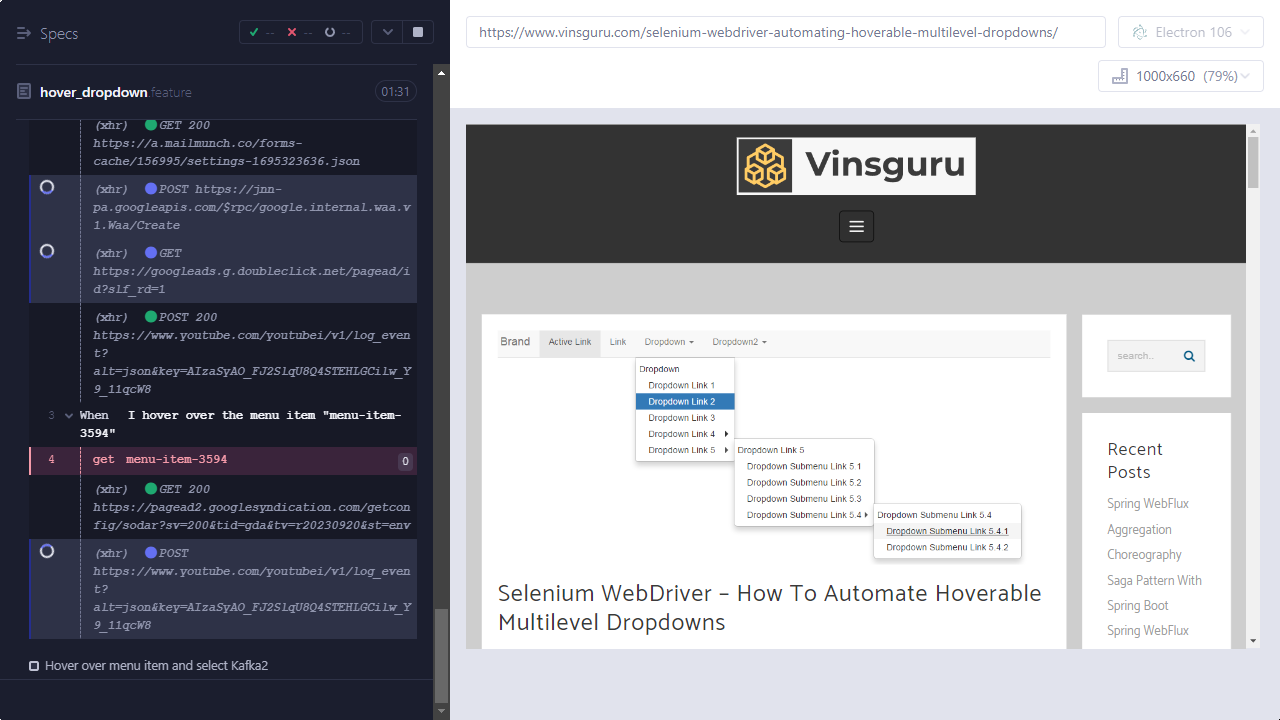 Specs
--
--
--
hover_dropdown.feature
01:31
(xhr) GET 200
https://a.mailmunch.co/forms-
cache/156995/settings-1695323636.json
(xhr) POST https://jnn-
pa.googleapis.com/$rpc/google.internal.waa.v
1.Waa/Create
(xhr) GET
https://googleads.g.doubleclick.net/pagead/i
d?slf_rd=1
(xhr) POST 200
https://www.youtube.com/youtubei/v1/log_even
t?
alt=json&key=AIzaSyAO_FJ2SlqU8Q4STEHLGCilw_Y
9_11qcW8
3 When I hover over the menu item "menu-item-
3594"
4 get menu-item-3594 0
(xhr) GET 200
https://pagead2.googlesyndication.com/getcon
fig/sodar?sv=200&tid=gda&tv=r20230920&st=env
(xhr) POST
https://www.youtube.com/youtubei/v1/log_even
t?
alt=json&key=AIzaSyAO_FJ2SlqU8Q4STEHLGCilw_Y
9_11qcW8
Hover over menu item and select Kafka2
https://www.vinsguru.com/selenium-webdriver-automating-hoverable-multilevel-dropdowns/
Electron 106
1000x660 (79%)
Vinsguru
Brand Active Link Link Dropdown Dropdown2
Dropdown
Dropdown Link 1
Dropdown Link 2
Dropdown Link 3
Dropdown Link 4
Dropdown Link 5
Dropdown Link 5
Dropdown Submenu Link 5.1
Dropdown Submenu Link 5.2
Dropdown Submenu Link 5.3
Dropdown Submenu Link 5.4
Dropdown Submenu Link 5.4
Dropdown Submenu Link 5.4.1
Dropdown Submenu Link 5.4.2
Selenium WebDriver – How To Automate Hoverable
Multilevel Dropdowns
search..
Recent
Posts
Spring WebFlux
Aggregation
Choreography
Saga Pattern With
Spring Boot
Spring WebFlux